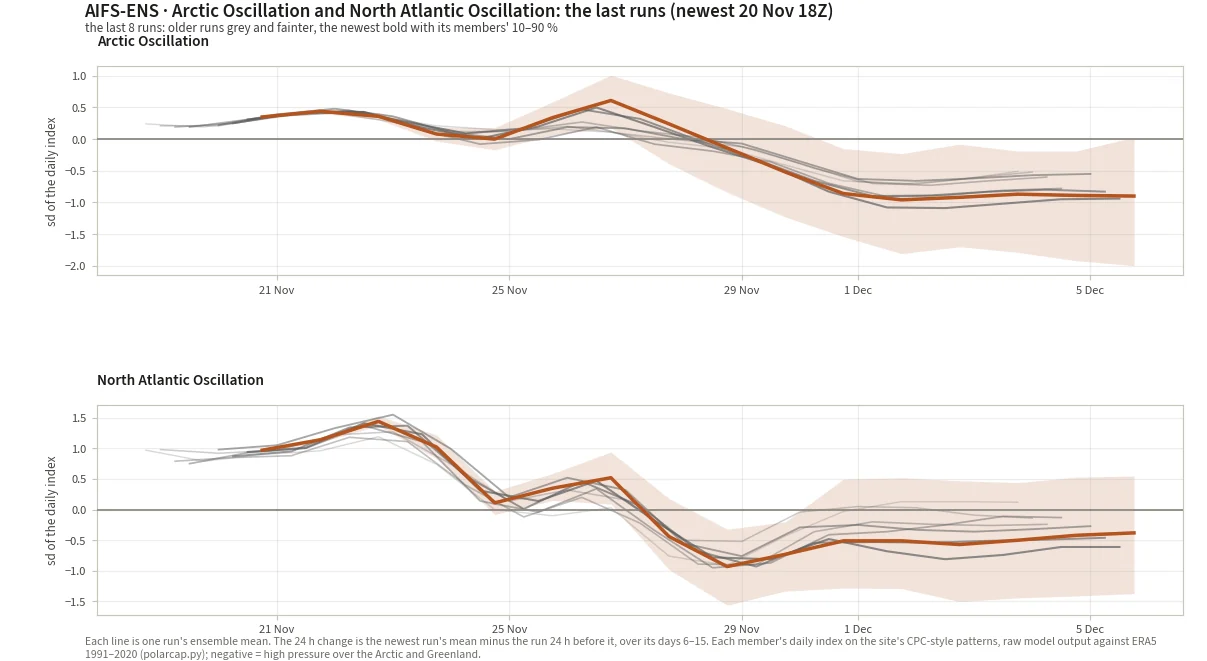 AIFS-ENS · Arctic Oscillation and North Atlantic Oscillation: the last runs (newest 20 Nov 18Z)
the last 8 runs: older runs grey and fainter, the newest bold with its members' 10–90 %
Arctic Oscillation
sd of the daily index
1.0
0.5
0.0
−0.5
−1.0
−1.5
−2.0
21 Nov
25 Nov
29 Nov
1 Dec
5 Dec
North Atlantic Oscillation
sd of the daily index
1.5
1.0
0.5
0.0
−0.5
−1.0
−1.5
21 Nov
25 Nov
29 Nov
1 Dec
5 Dec
Each line is one run's ensemble mean. The 24 h change is the newest run's mean minus the run 24 h before it, over its days 6–15. Each member's daily index on the site's CPC-style patterns, raw model output against ERA5
1991–2020 (polarcap.py); negative = high pressure over the Arctic and Greenland.